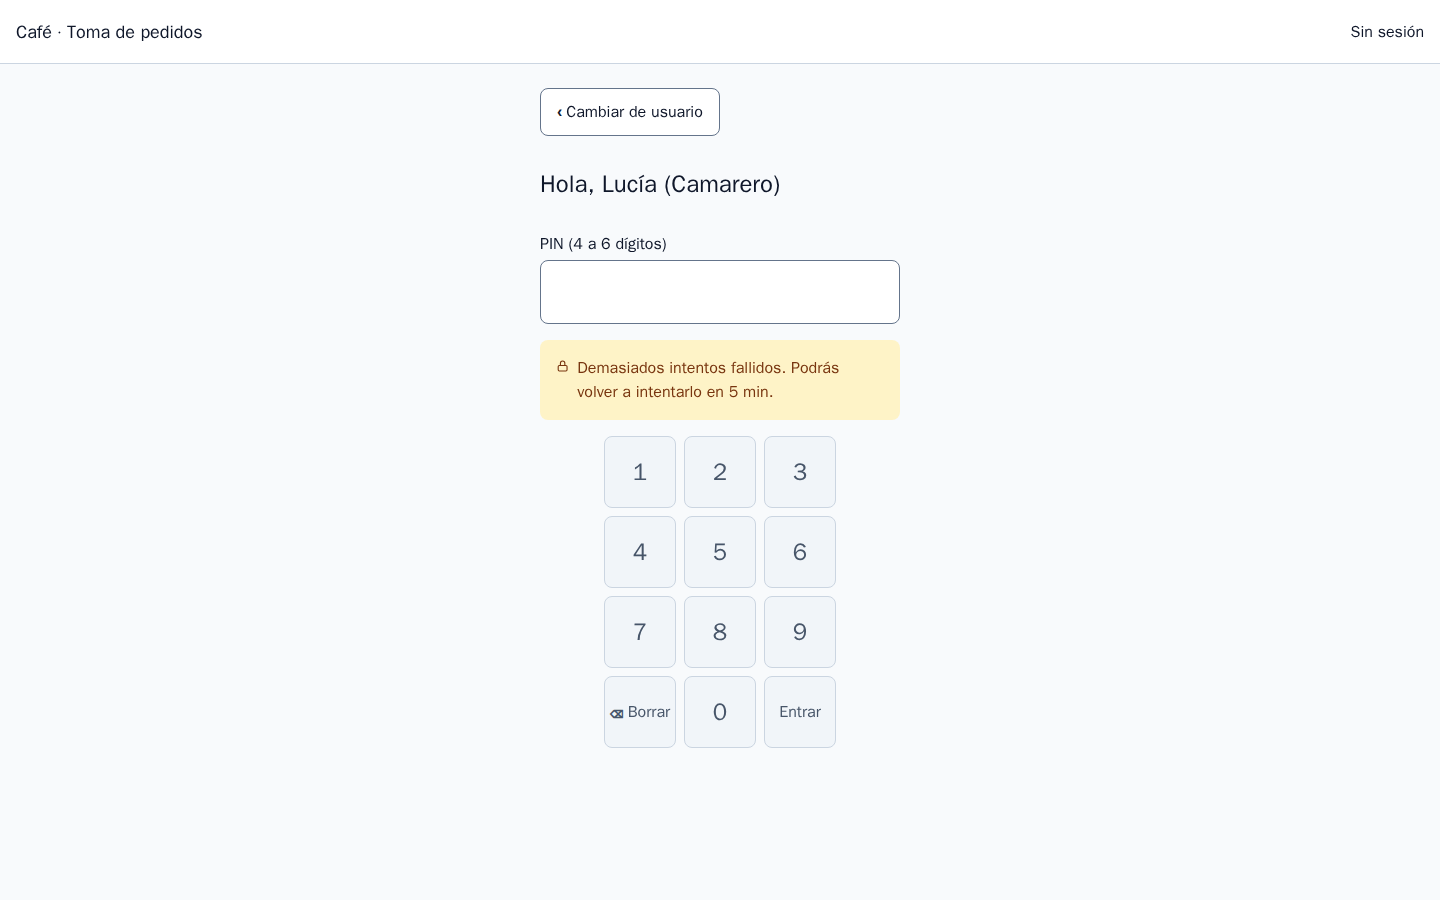 Café · Toma de pedidos
Sin sesión
‹ Cambiar de usuario
Hola, Lucía (Camarero)
PIN (4 a 6 dígitos)
Demasiados intentos fallidos. Podrás
volver a intentarlo en 5 min.
1 2 3
4 5 6
7 8 9
⌫ Borrar 0 Entrar